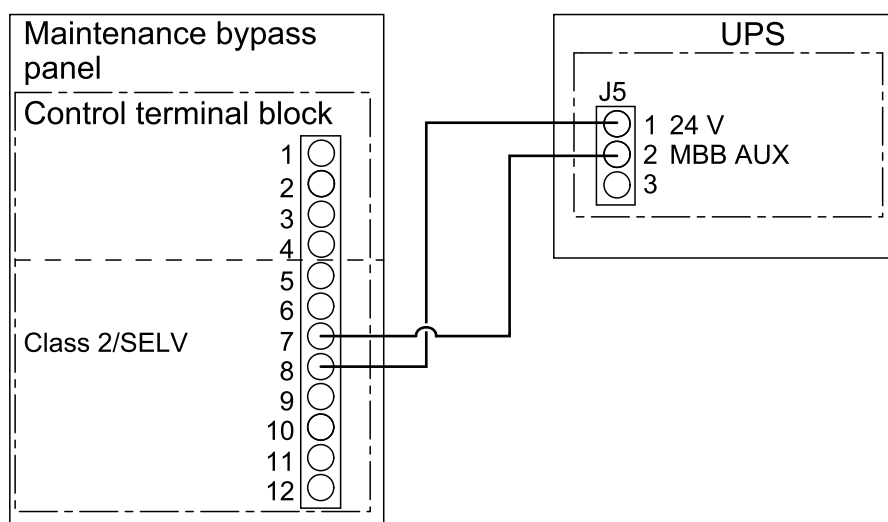 Maintenance bypass
panel
Control terminal block
1
2
3
4
5
6
Class 2/SELV
7
8
9
10
11
12
UPS
J5
1 24 V
2 MBB AUX
3